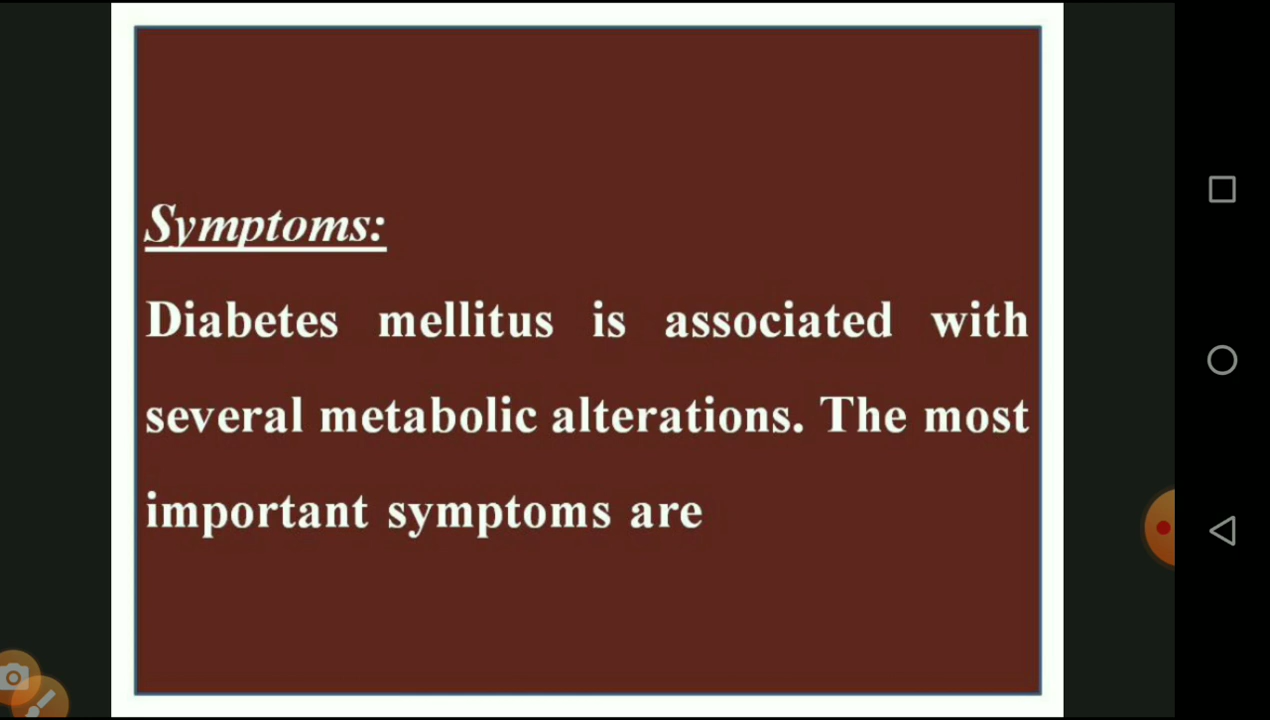 Symptoms:
Diabetes mellitus is associated with
several metabolic alterations. The most
important symptoms are